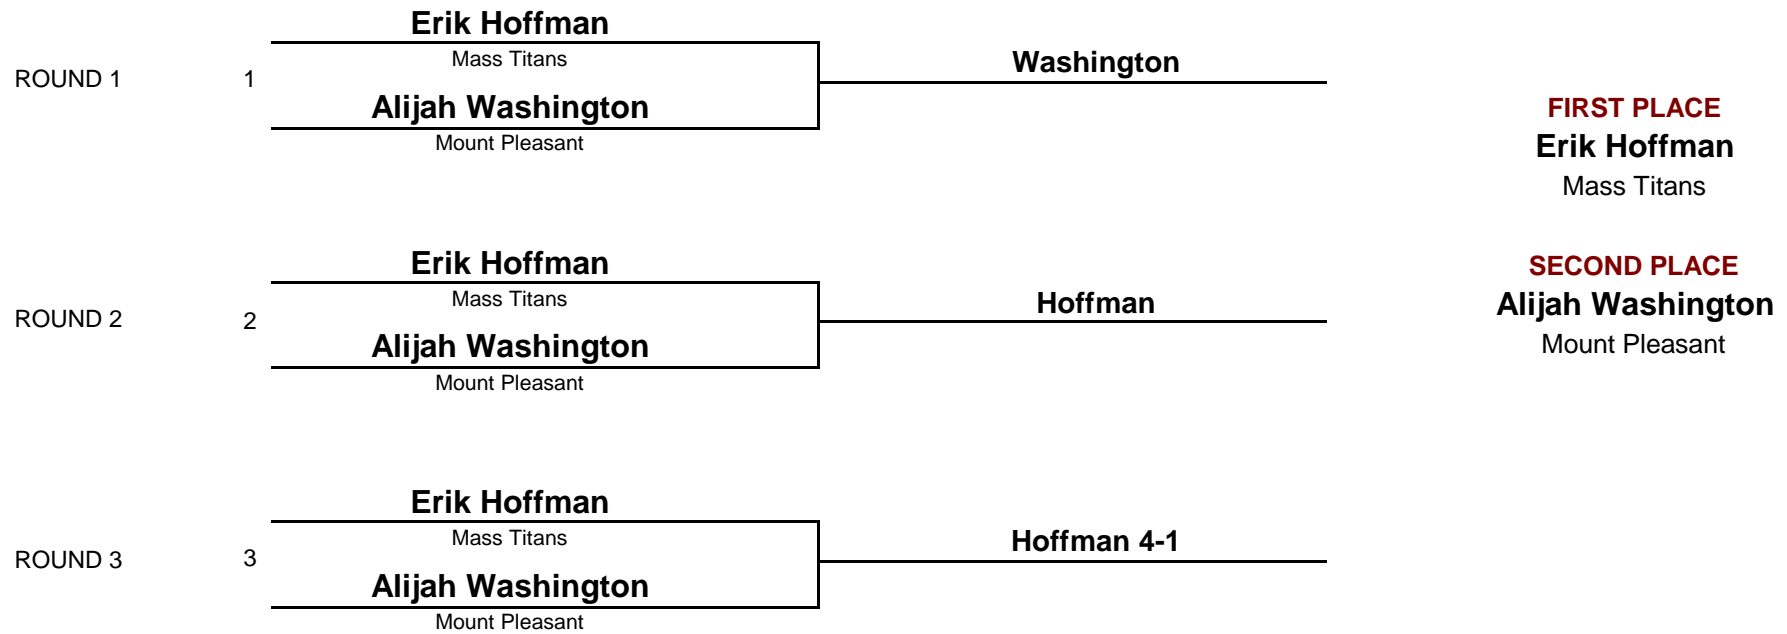 Erik Hoffman
Mass Titans
ROUND 1
1
Alijah Washington
Mount Pleasant
Washington
Erik Hoffman
Mass Titans
ROUND 2
2
Alijah Washington
Mount Pleasant
Hoffman
Erik Hoffman
Mass Titans
ROUND 3
3
Alijah Washington
Mount Pleasant
Hoffman 4-1
FIRST PLACE
Erik Hoffman
Mass Titans
SECOND PLACE
Alijah Washington
Mount Pleasant